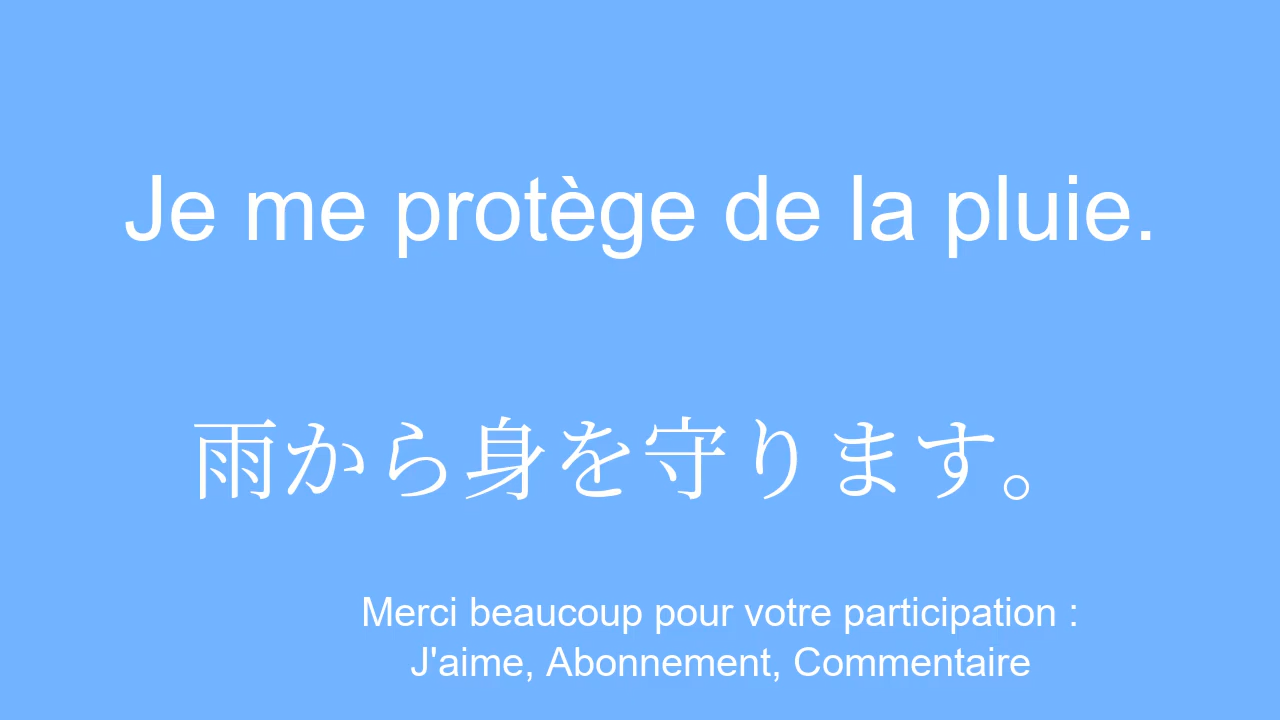 Je me protège de la pluie.
雨から身を守ります。
Merci beaucoup pour votre participation :
J'aime, Abonnement, Commentaire